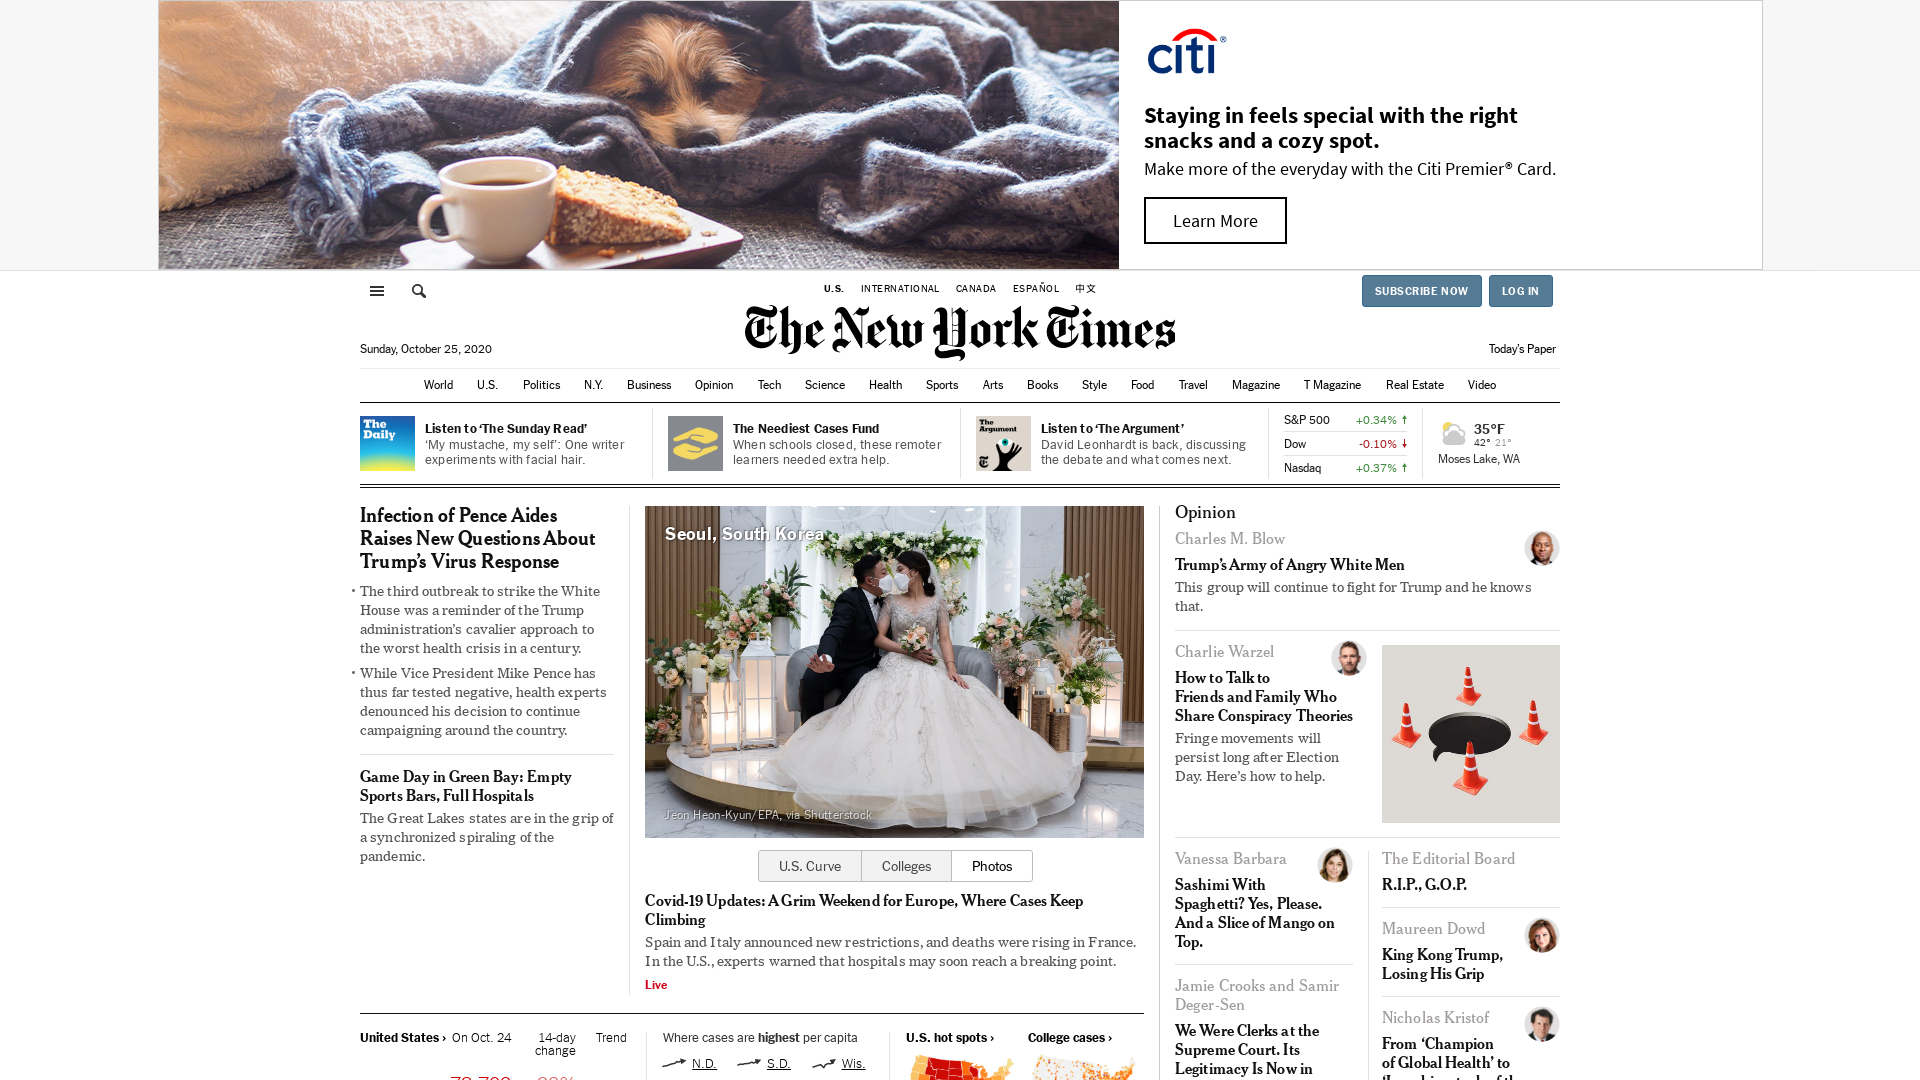 citi®
Staying in feels special with the right
snacks and a cozy spot.
Make more of the everyday with the Citi Premier® Card.
Learn More
U.S. INTERNATIONAL CANADA ESPAÑOL 中文
SUBSCRIBE NOW LOG IN
The New York Times
Sunday, October 25, 2020
Today's Paper
World U.S. Politics N.Y. Business Opinion Tech Science Health Sports Arts Books Style Food Travel Magazine T Magazine Real Estate Video
The
Daily
Listen to 'The Sunday Read'
'My mustache, my self': One writer
experiments with facial hair.
The Neediest Cases Fund
When schools closed, these remoter
learners needed extra help.
The
Argument
Listen to 'The Argument'
David Leonhardt is back, discussing
the debate and what comes next.
S&P 500 +0.34%
Dow -0.10%
Nasdaq +0.37%
35°F
42° 21°
Moses Lake, WA
Infection of Pence Aides
Raises New Questions About
Trump's Virus Response
• The third outbreak to strike the White
House was a reminder of the Trump
administration's cavalier approach to
the worst health crisis in a century.
• While Vice President Mike Pence has
thus far tested negative, health experts
denounced his decision to continue
campaigning around the country.
Game Day in Green Bay: Empty
Sports Bars, Full Hospitals
The Great Lakes states are in the grip of
a synchronized spiraling of the
pandemic.
Seoul, South Korea
Jeon Heon-Kyun/EPA, via Shutterstock
U.S. Curve Colleges Photos
Covid-19 Updates: A Grim Weekend for Europe, Where Cases Keep
Climbing
Spain and Italy announced new restrictions, and deaths were rising in France.
In the U.S., experts warned that hospitals may soon reach a breaking point.
Live
United States › On Oct. 24 14-day
change Trend
Where cases are highest per capita
N.D. S.D. Wis.
U.S. hot spots › College cases ›
Opinion
Charles M. Blow
Trump's Army of Angry White Men
This group will continue to fight for Trump and he knows
that.
Charlie Warzel
How to Talk to
Friends and Family Who
Share Conspiracy Theories
Fringe movements will
persist long after Election
Day. Here's how to help.
Vanessa Barbara
Sashimi With
Spaghetti? Yes, Please.
And a Slice of Mango on
Top.
Jamie Crooks and Samir
Deger-Sen
We Were Clerks at the
Supreme Court. Its
Legitimacy Is Now in
The Editorial Board
R.I.P., G.O.P.
Maureen Dowd
King Kong Trump,
Losing His Grip
Nicholas Kristof
From 'Champion
of Global Health' to